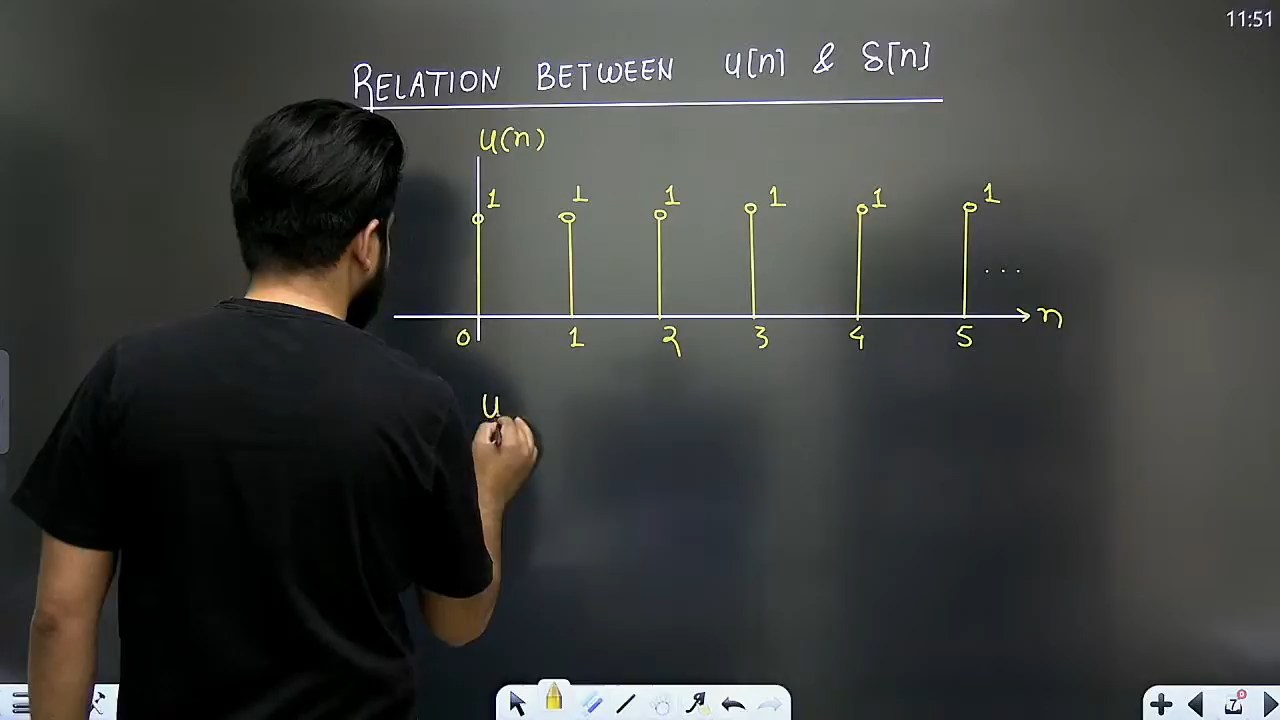 11:51
RELATION BETWEEN u[n] & δ[n]
u(n)
1 1 1 1 1 1
...
n
0 1 2 3 4 5
u